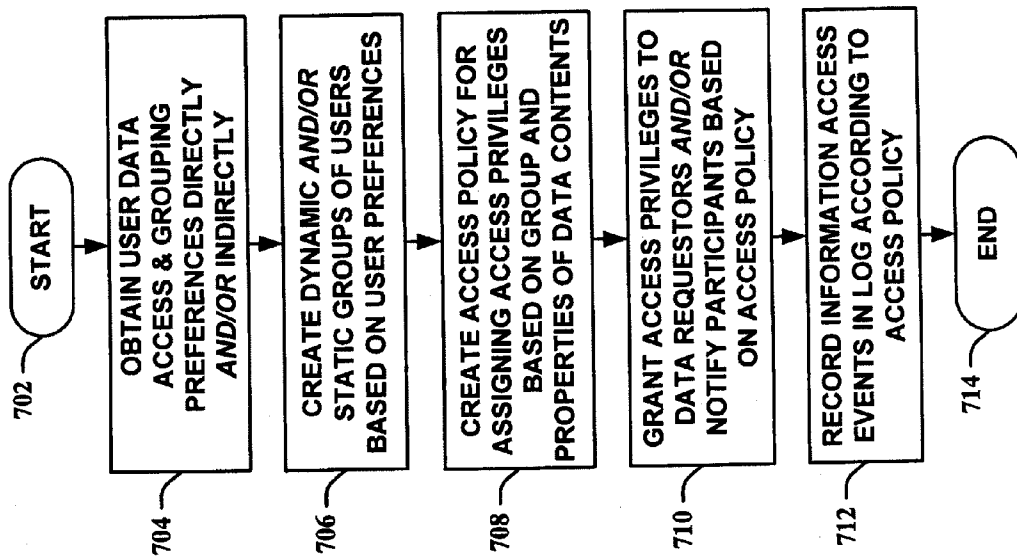 702
START
704
OBTAIN USER DATA
ACCESS & GROUPING
PREFERENCES DIRECTLY
AND/OR INDIRECTLY
706
CREATE DYNAMIC AND/OR
STATIC GROUPS OF USERS
BASED ON USER PREFERENCES
708
CREATE ACCESS POLICY FOR
ASSIGNING ACCESS PRIVILEGES
BASED ON GROUP AND
PROPERTIES OF DATA CONTENTS
710
GRANT ACCESS PRIVILEGES TO
DATA REQUESTORS AND/OR
NOTIFY PARTICIPANTS BASED
ON ACCESS POLICY
712
RECORD INFORMATION ACCESS
EVENTS IN LOG ACCORDING TO
ACCESS POLICY
714
END